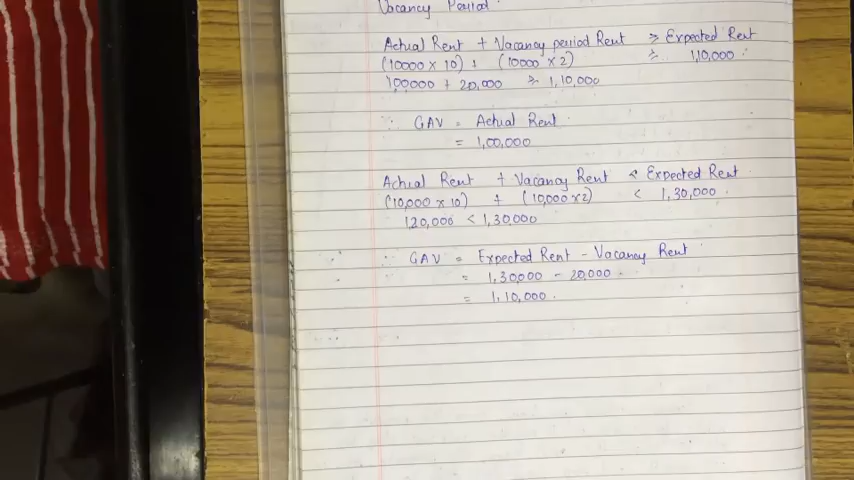 Vacancy Period
Actual Rent + Vacancy period Rent ≥ Expected Rent
(10000 x 10) + (10000 x 2) ≥ 1,10,000
1,00000 + 20,000 ≥ 1,10,000
∴ GAV = Actual Rent
= 1,00,000
Actual Rent + Vacancy Rent < Expected Rent
(10,000 x 10) + (10,000 x 2) < 1,30,000
1,20,000 < 1,30,000
∴ GAV = Expected Rent - Vacancy Rent
= 1,30,000 - 20,000
= 1,10,000.